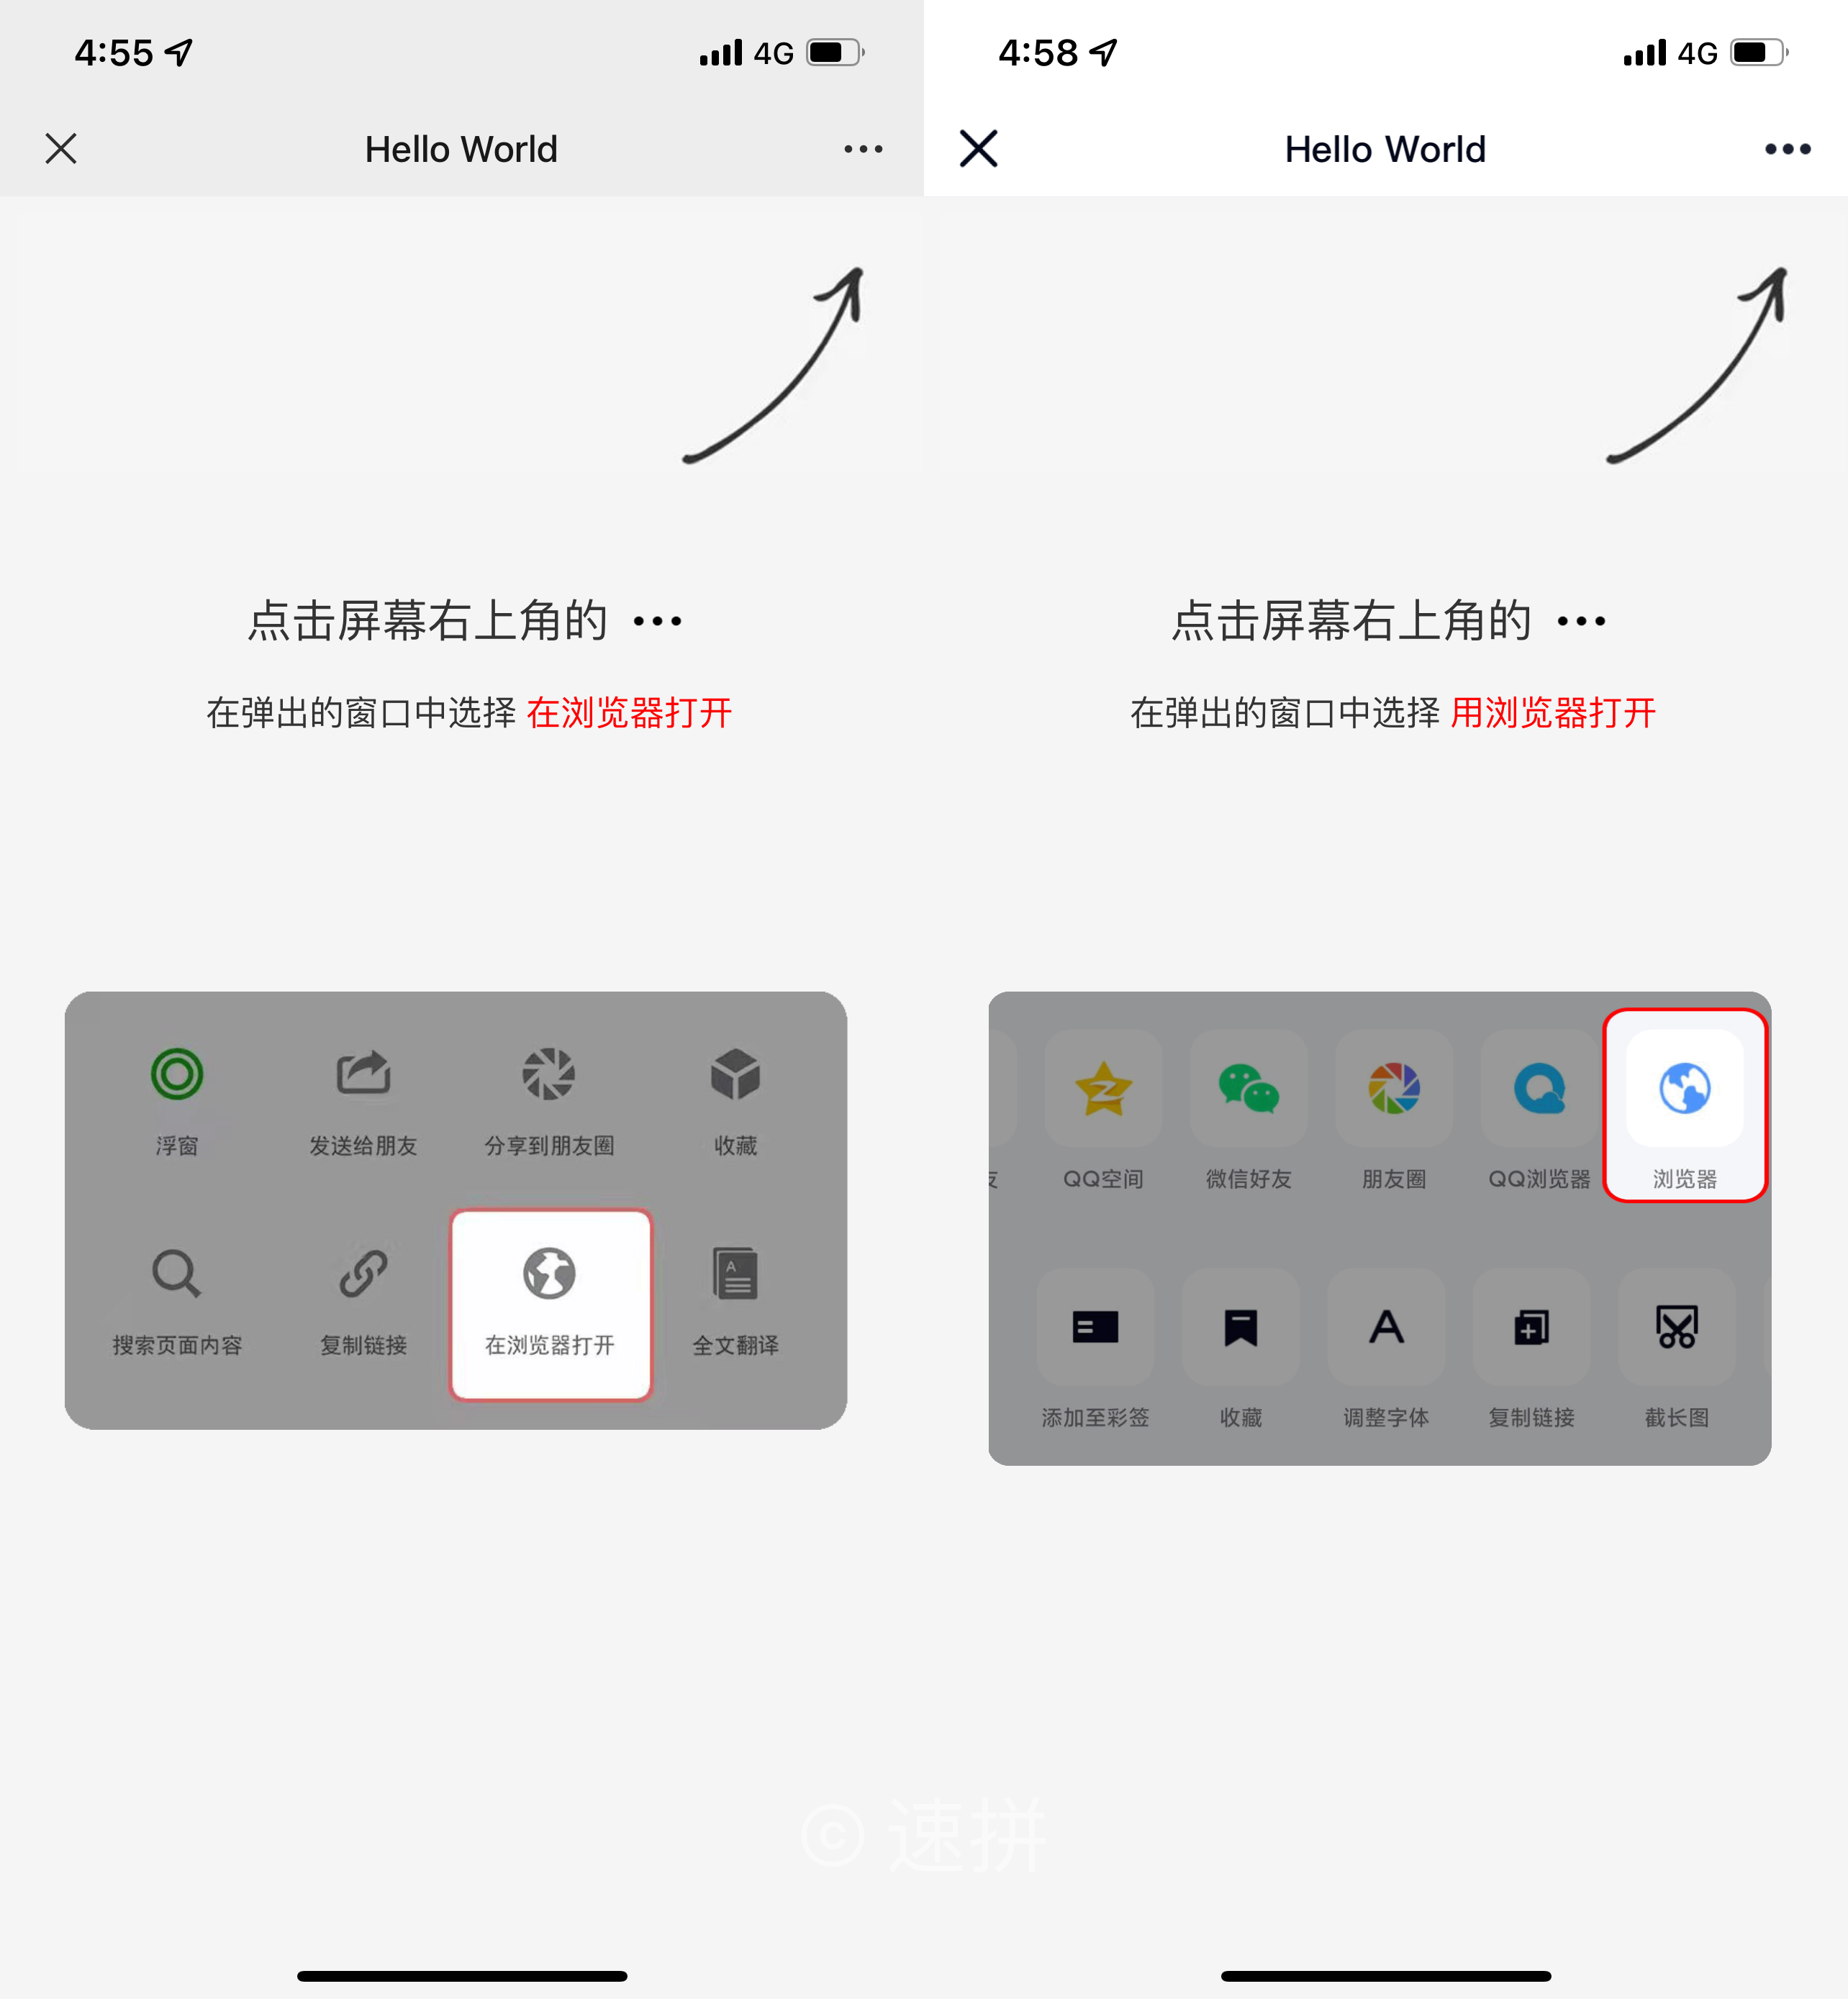 4:55
4G
Hello World
点击屏幕右上角的 •••
在弹出的窗口中选择 在浏览器打开
浮窗 发送给朋友 分享到朋友圈 收藏
A
搜索页面内容 复制链接 在浏览器打开 全文翻译
4:58
4G
Hello World
点击屏幕右上角的 •••
在弹出的窗口中选择 用浏览器打开
友 QQ空间 微信好友 朋友圈 QQ浏览器 浏览器
A
添加至彩签 收藏 调整字体 复制链接 截长图
© 速拼